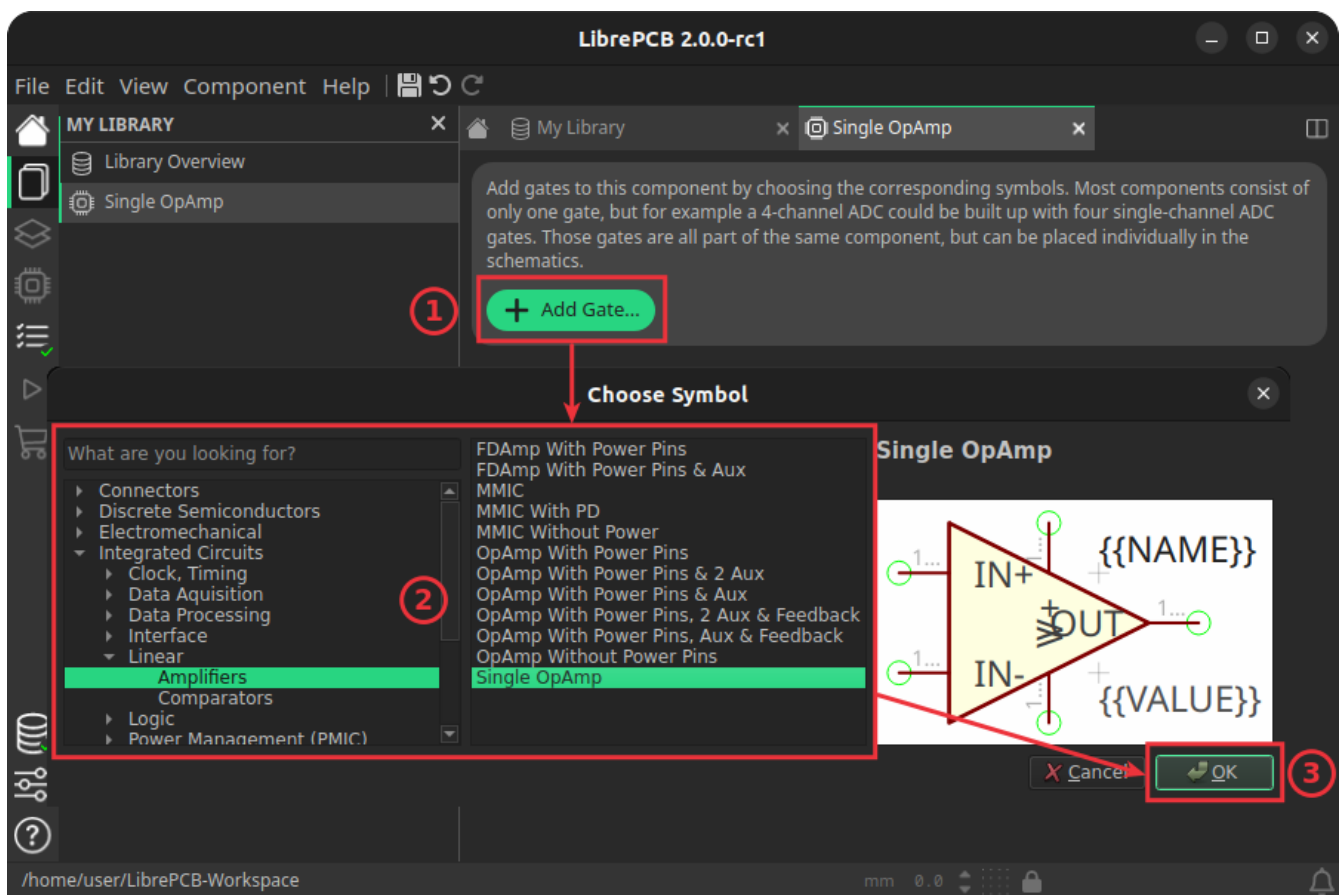 LibrePCB 2.0.0-rc1
File Edit View Component Help
MY LIBRARY
Library Overview
Single OpAmp
My Library
Single OpAmp
Add gates to this component by choosing the corresponding symbols. Most components consist of
only one gate, but for example a 4-channel ADC could be built up with four single-channel ADC
gates. Those gates are all part of the same component, but can be placed individually in the
schematics.
1
Add Gate...
Choose Symbol
What are you looking for?
Connectors
Discrete Semiconductors
Electromechanical
Integrated Circuits
Clock, Timing
Data Aquisition
Data Processing
Interface
Linear
Amplifiers
Comparators
Logic
Power Management (PMIC)
2
FDAmp With Power Pins
FDAmp With Power Pins & Aux
MMIC
MMIC With PD
MMIC Without Power
OpAmp With Power Pins
OpAmp With Power Pins & 2 Aux
OpAmp With Power Pins & Aux
OpAmp With Power Pins, 2 Aux & Feedback
OpAmp With Power Pins, Aux & Feedback
OpAmp Without Power Pins
Single OpAmp
Single OpAmp
{{NAME}}
1...
IN+
OUT
1...
1...
IN-
{{VALUE}}
Cancel
OK
3
/home/user/LibrePCB-Workspace
mm 0.0